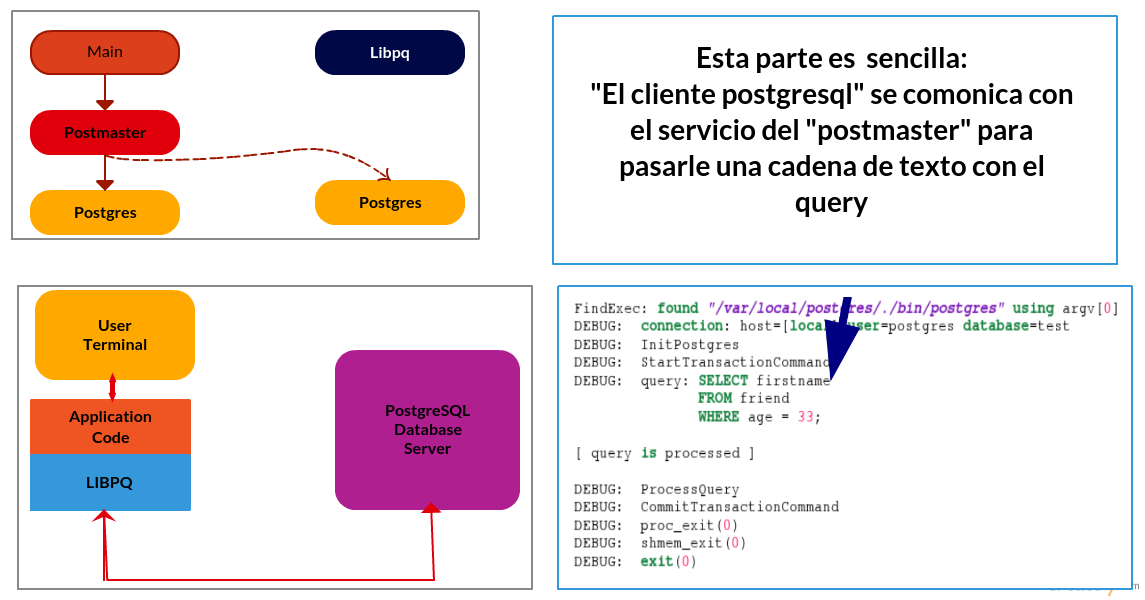 Main
Libpq
Postmaster
Postgres
Postgres
Esta parte es sencilla:
"El cliente postgresql" se comonica con
el servicio del "postmaster" para
pasarle una cadena de texto con el
query
User
Terminal
Application
Code
LIBPQ
PostgreSQL
Database
Server
FindExec: found "/var/local/postgres/./bin/postgres" using argv[0]
DEBUG: connection: host=[local user=postgres database=test
DEBUG: InitPostgres
DEBUG: StartTransactionCommand
DEBUG: query: SELECT firstname
FROM friend
WHERE age = 33;
[ query is processed ]
DEBUG: ProcessQuery
DEBUG: CommitTransactionCommand
DEBUG: proc_exit(0)
DEBUG: shmem_exit(0)
DEBUG: exit(0)